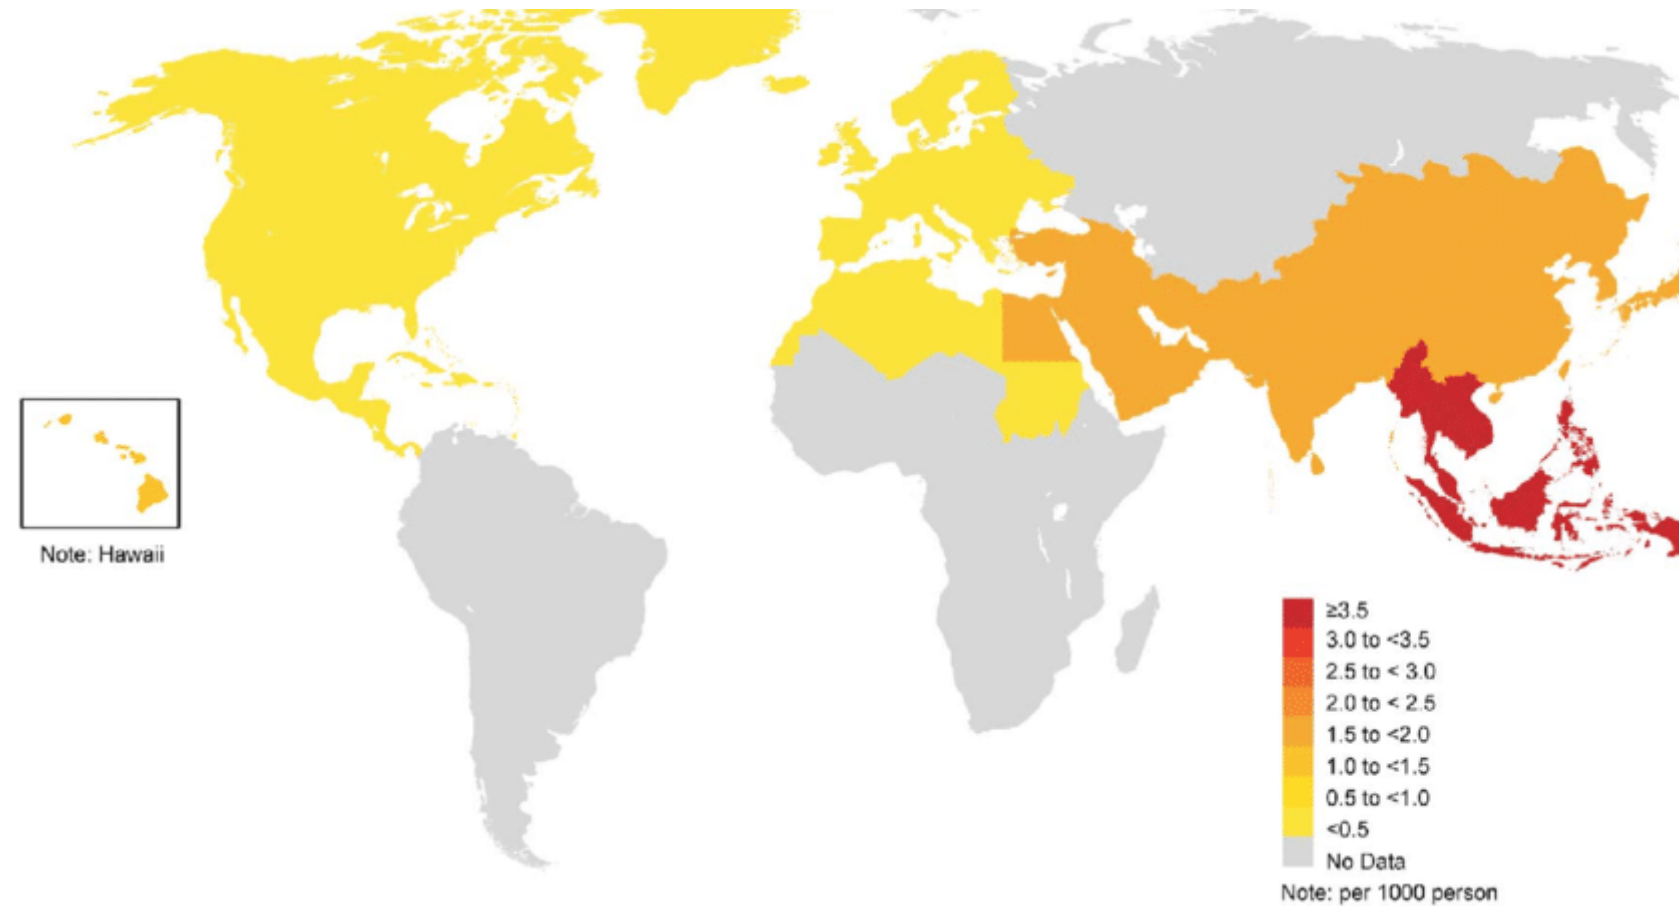 Note: Hawaii
≥3.5
3.0 to <3.5
2.5 to < 3.0
2.0 to < 2.5
1.5 to <2.0
1.0 to <1.5
0.5 to <1.0
<0.5
No Data
Note: per 1000 person